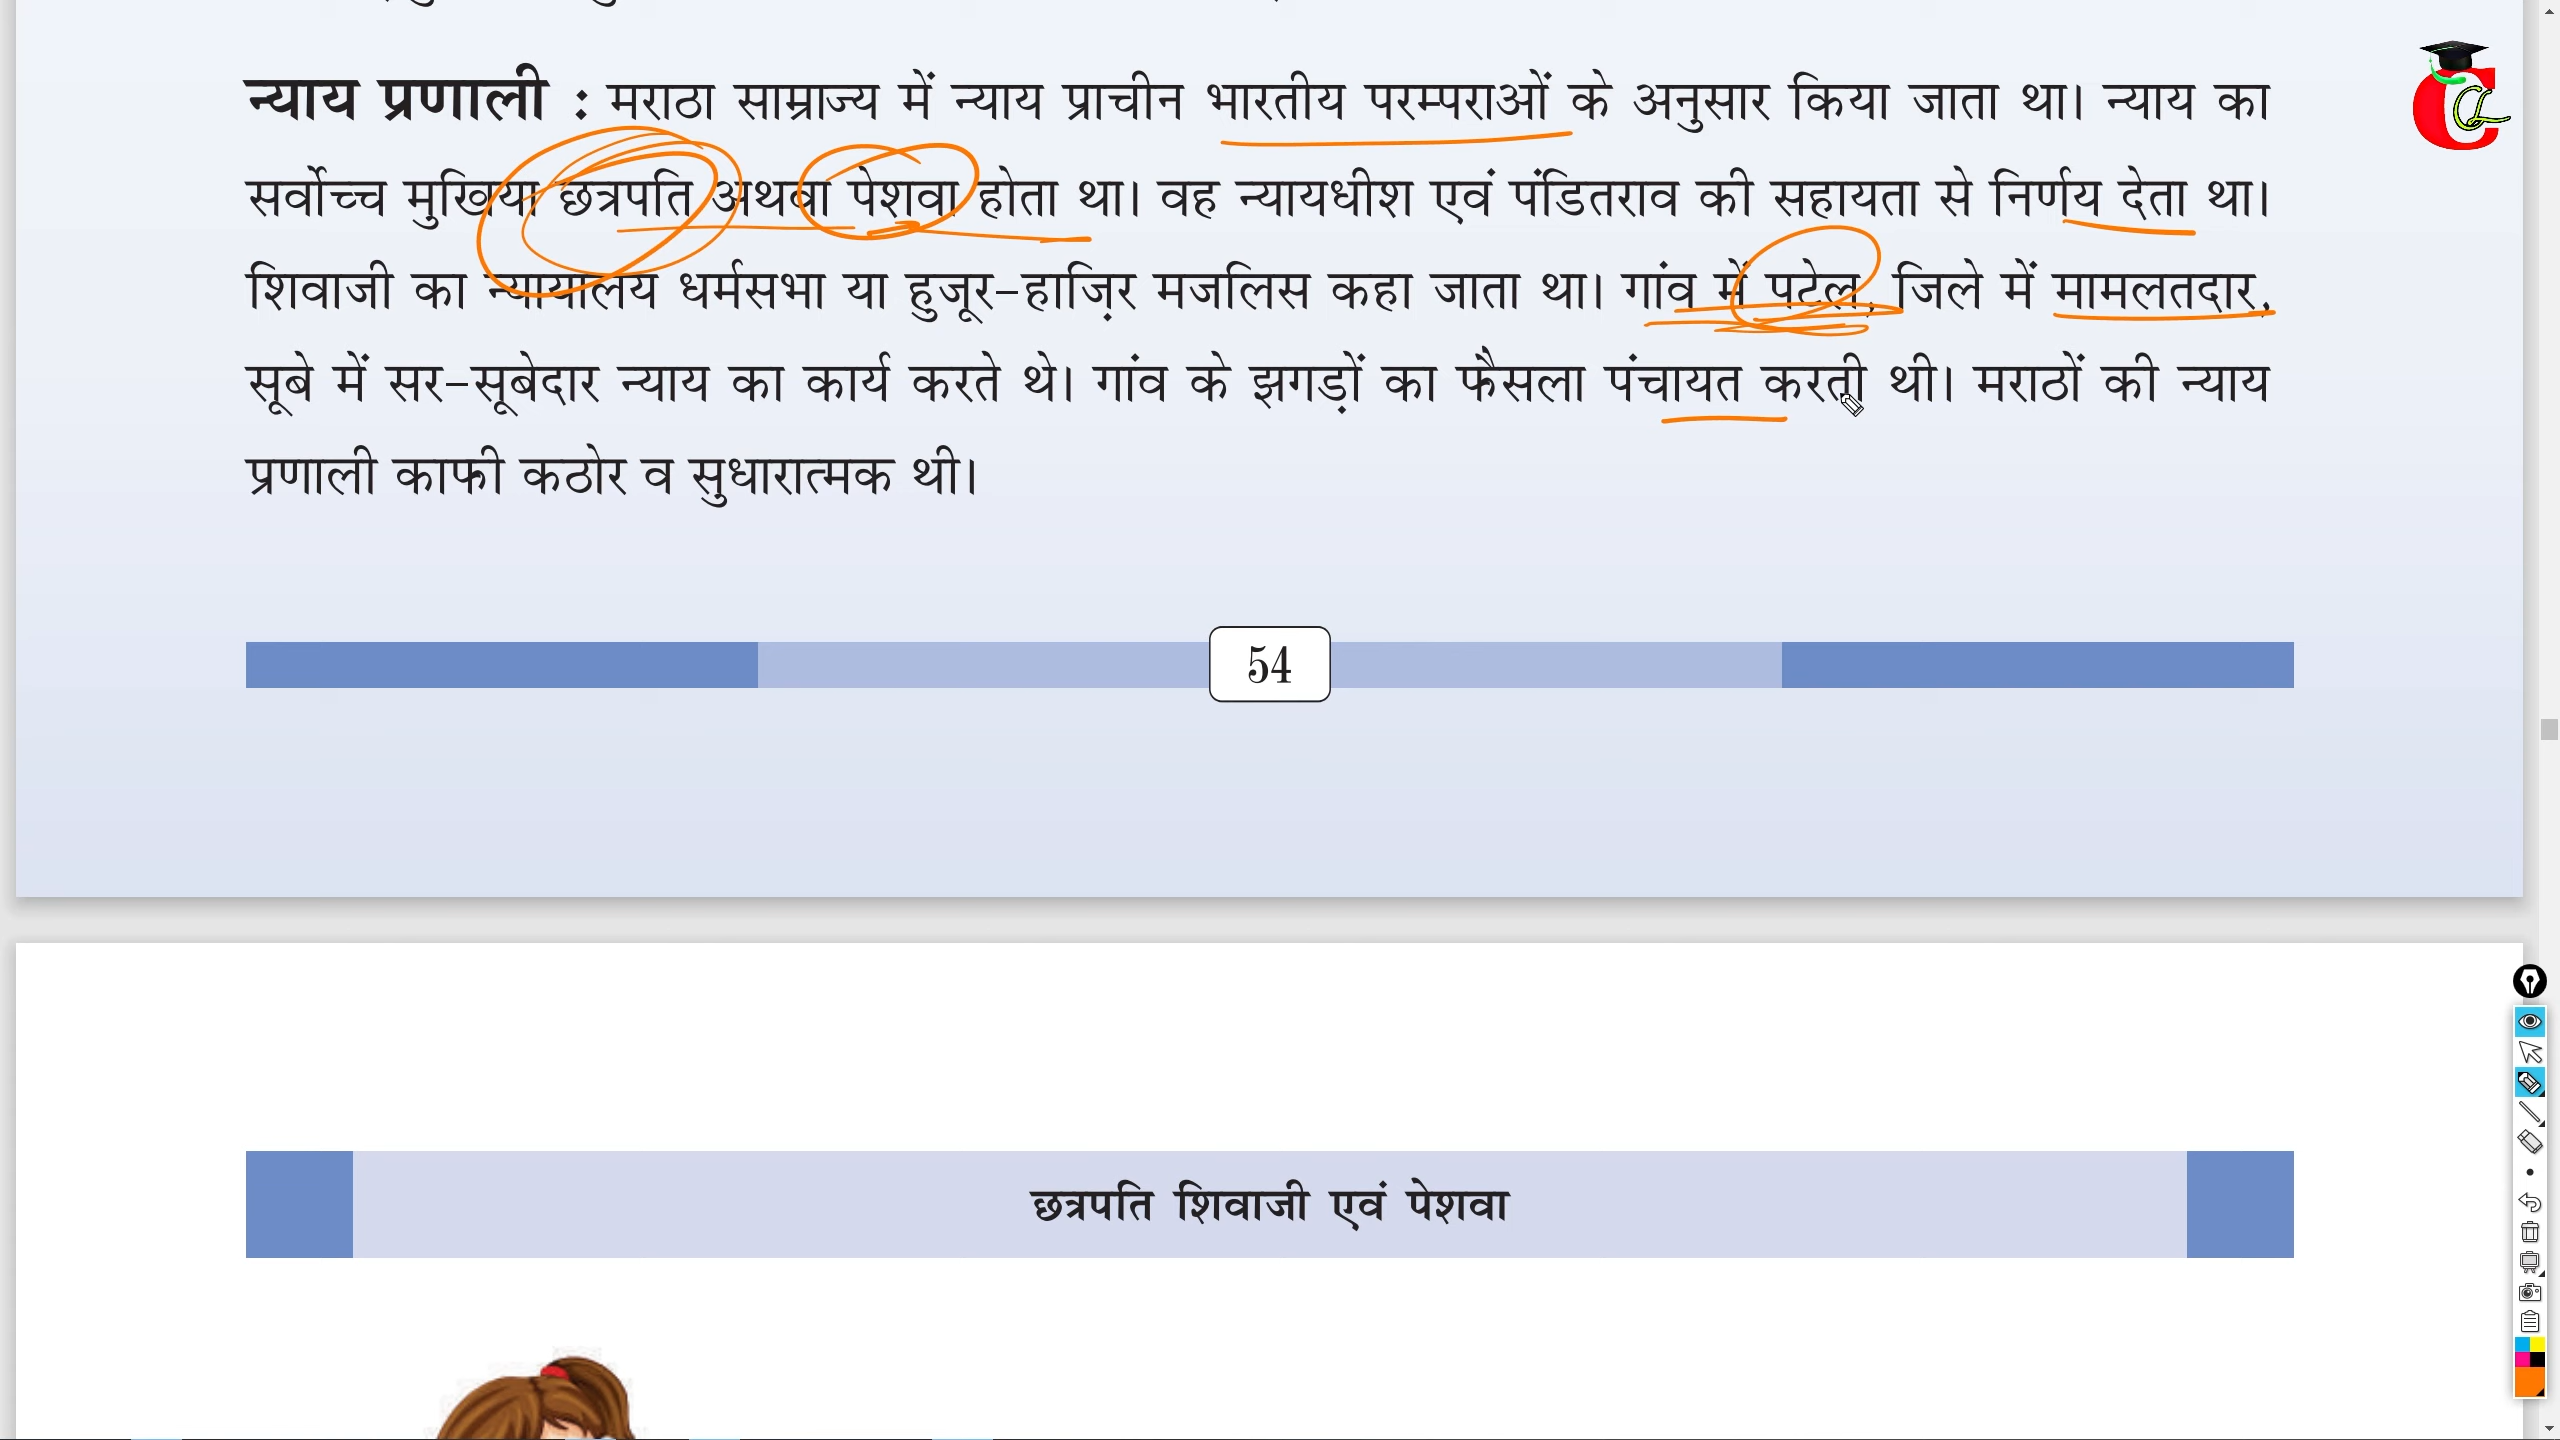 न्याय प्रणाली : मराठा साम्राज्य में न्याय प्राचीन भारतीय परम्पराओं के अनुसार किया जाता था। न्याय का
सर्वोच्च मुखिया छत्रपति अथवा पेशवा होता था। वह न्यायधीश एवं पंडितराव की सहायता से निर्णय देता था।
शिवाजी का न्यायालय धर्मसभा या हुजूर-हाज़िर मजलिस कहा जाता था। गांव में पटेल, जिले में मामलतदार,
सूबे में सर-सूबेदार न्याय का कार्य करते थे। गांव के झगड़ों का फैसला पंचायत करती थी। मराठों की न्याय
प्रणाली काफी कठोर व सुधारात्मक थी।
54
छत्रपति शिवाजी एवं पेशवा